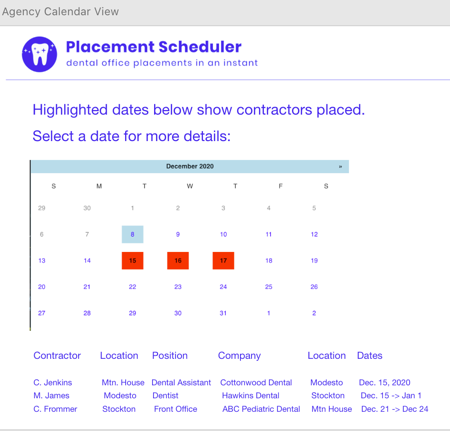 Agency Calendar View
Placement Scheduler
dental office placements in an instant
Highlighted dates below show contractors placed.
Select a date for more details:
December 2020 »
S M T W T F S
29 30 1 2 3 4 5
6 7 8 9 10 11 12
13 14 15 16 17 18 19
20 21 22 23 24 25 26
27 28 29 30 31 1 2
Contractor Location Position Company Location Dates
C. Jenkins Mtn. House Dental Assistant Cottonwood Dental Modesto Dec. 15, 2020
M. James Modesto Dentist Hawkins Dental Stockton Dec. 15 -> Jan 1
C. Frommer Stockton Front Office ABC Pediatric Dental Mtn House Dec. 21 -> Dec 24